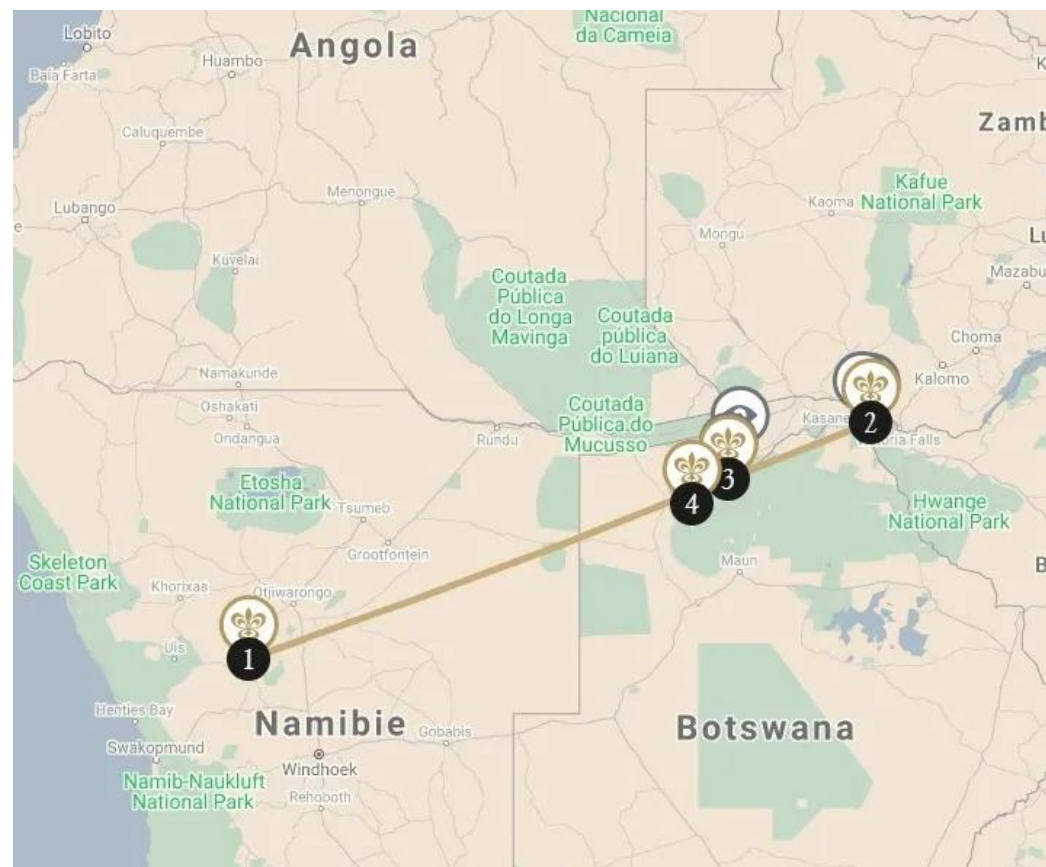 Nacional
da Cameia
Lobito
Angola
Baía Farta
Huambo
Zamb
Caluquembe
Kafue
National Park
Menongue
Kaoma
Lubango
Mongu
Kuvelai
Mazabu
Coutada
Pública
do Longa
Mavinga
Coutada
pública
do Luiana
Choma
Namakunde
Kalomo
Oshakati
Coutada
Pública do
Mucusso
Kasane
2
Ondangua
Rundu
Victoria Falls
Etosha
National Park
3
4
Tsumeb
Hwange
National Park
Grootfontein
Skeleton
Coast Park
Maun
Khorixas
Otjiwarongo
Uis
1
Henties Bay
Namibie
Gobabis
Botswana
Swakopmund
Windhoek
Namib-Naukluft
National Park
Rehoboth